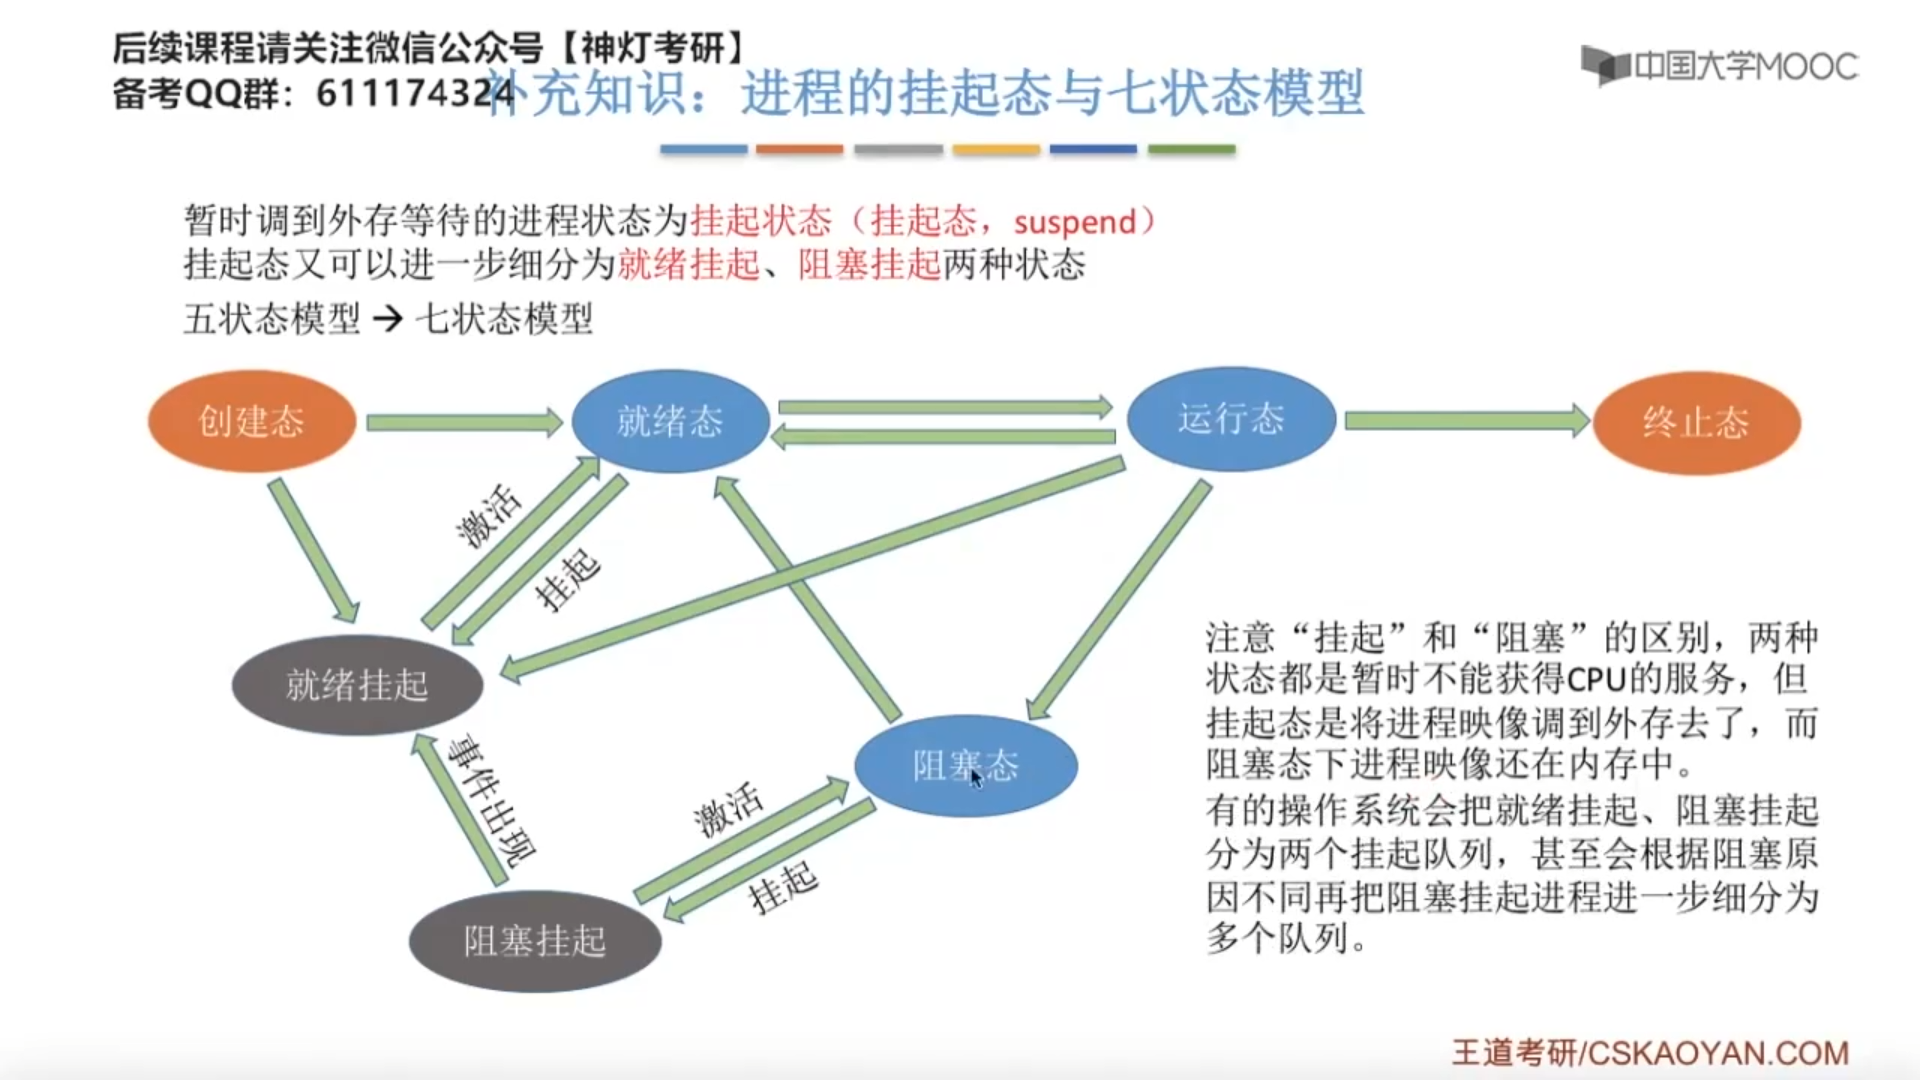 后续课程请关注微信公众号【神灯考研】
备考QQ群：611174324
补充知识：进程的挂起态与七状态模型
中国大学MOOC
暂时调到外存等待的进程状态为挂起状态（挂起态，suspend）
挂起态又可以进一步细分为就绪挂起、阻塞挂起两种状态
五状态模型 → 七状态模型
创建态
就绪态
运行态
终止态
激活
挂起
就绪挂起
事件出现
阻塞态
激活
挂起
阻塞挂起
注意“挂起”和“阻塞”的区别，两种
状态都是暂时不能获得CPU的服务，但
挂起态是将进程映像调到外存去了，而
阻塞态下进程映像还在内存中。
有的操作系统会把就绪挂起、阻塞挂起
分为两个挂起队列，甚至会根据阻塞原
因不同再把阻塞挂起进程进一步细分为
多个队列。
王道考研/CSKAOYAN.COM